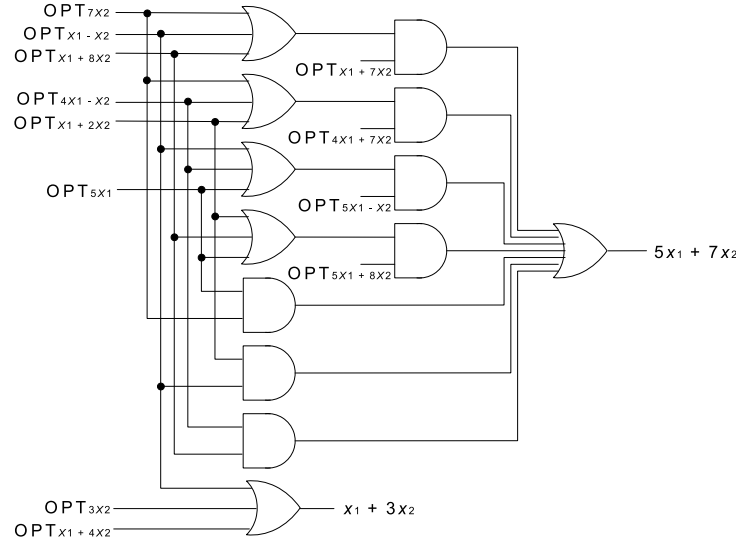 OPT7X2
OPTX1 - X2
OPTX1 + 8X2
OPTX1 + 7X2
OPT4X1 - X2
OPTX1 + 2X2
OPT4X1 + 7X2
OPT5X1
OPT5X1 - X2
5x1 + 7x2
OPT5X1 + 8X2
OPT3X2
x1 + 3x2
OPTX1 + 4X2